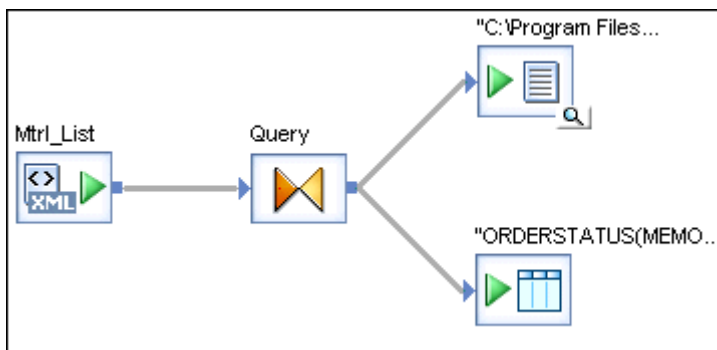 "C:\Program Files...
Mtrl_List
Query
<>
XML
"ORDERSTATUS(MEMO...